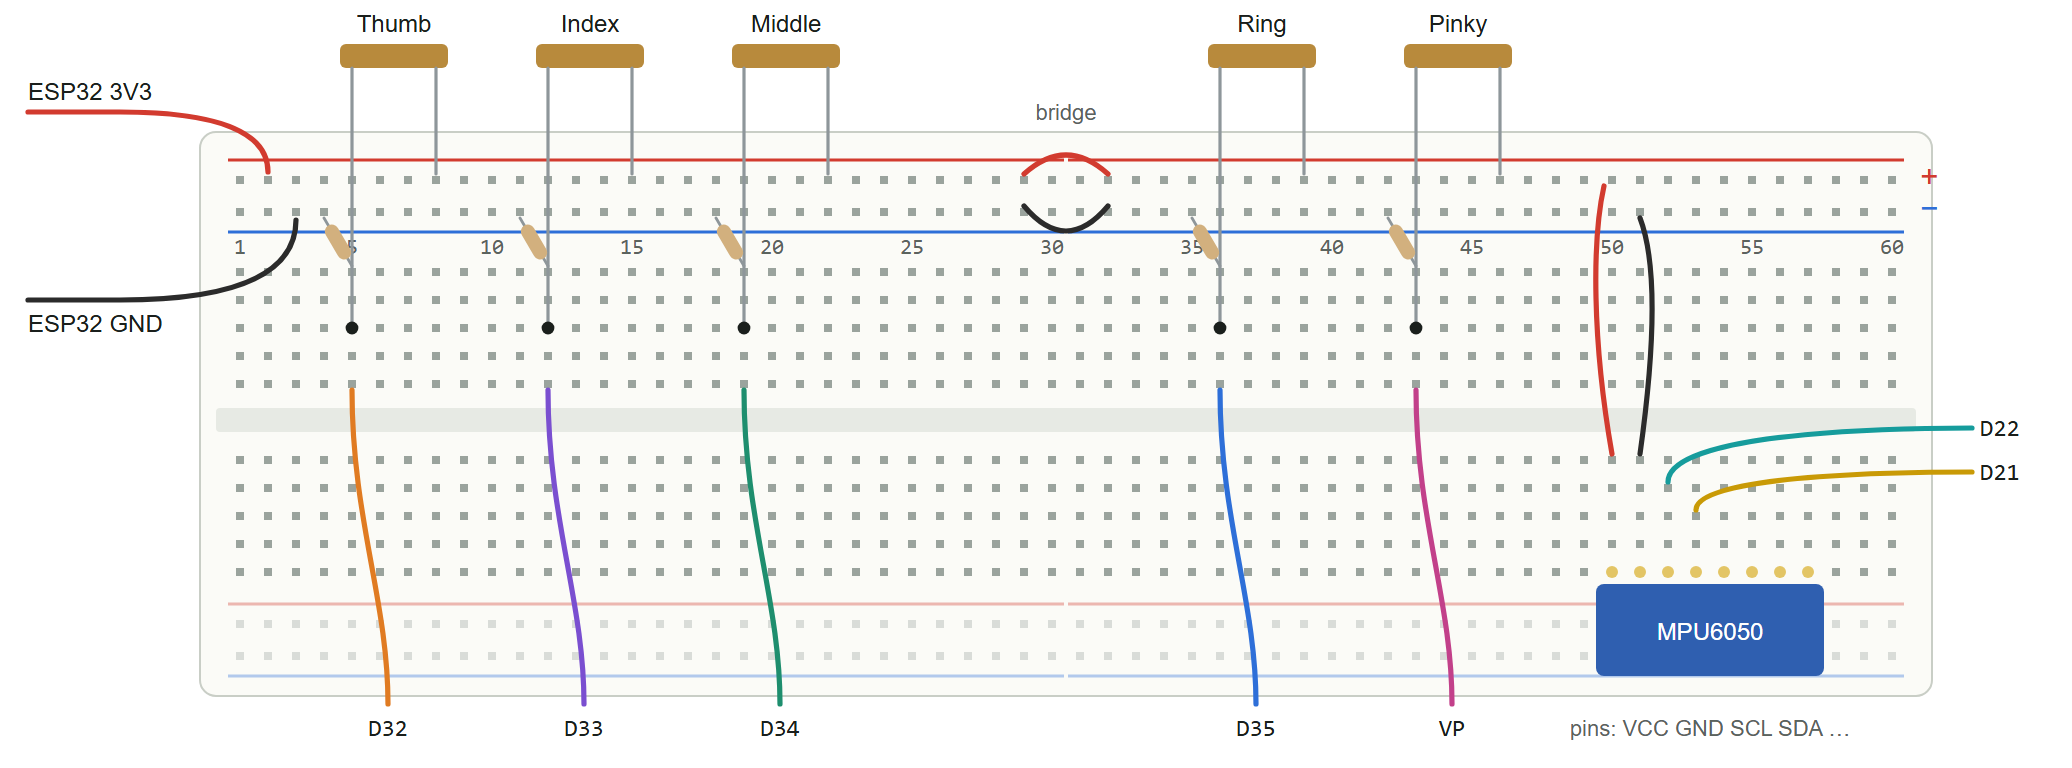 Thumb Index Middle Ring Pinky
ESP32 3V3
bridge
+
−
1 5 10 15 20 25 30 35 40 45 50 55 60
ESP32 GND
D22
D21
MPU6050
D32 D33 D34 D35 VP pins: VCC GND SCL SDA …